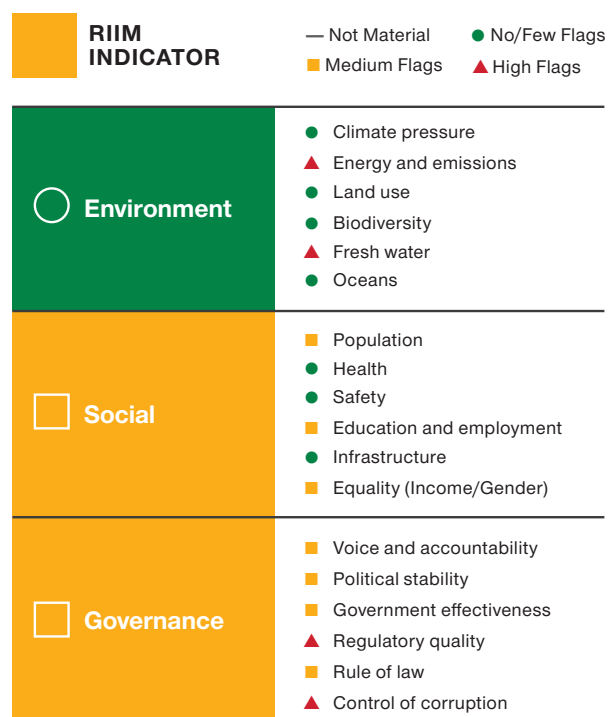 RIIM
INDICATOR
— Not Material
No/Few Flags
Medium Flags
High Flags
Environment
Climate pressure
Energy and emissions
Land use
Biodiversity
Fresh water
Oceans
Social
Population
Health
Safety
Education and employment
Infrastructure
Equality (Income/Gender)
Governance
Voice and accountability
Political stability
Government effectiveness
Regulatory quality
Rule of law
Control of corruption